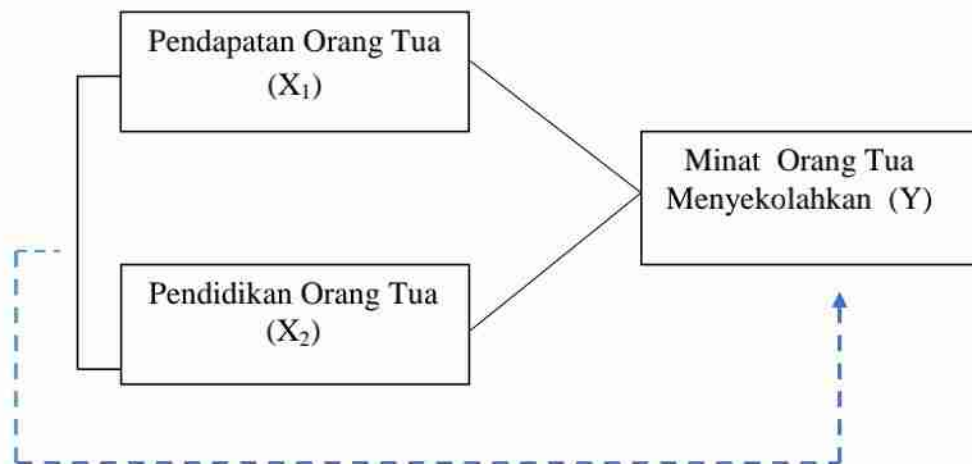 Pendapatan Orang Tua
(X₁)
Minat Orang Tua
Menyekolahkan (Y)
Pendidikan Orang Tua
(X₂)